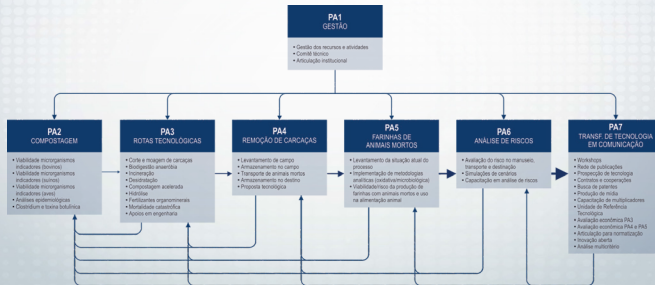 PA1
GESTÃO
• Gestão dos recursos e atividades
• Comitê técnico
• Articulação institucional
PA2
COMPOSTAGEM
• Viabilidade microrganismos
indicadores (bovinos)
• Viabilidade microrganismos
indicadores (suínos)
• Viabilidade microrganismos
indicadores (aves)
• Análises epidemiológicas
• Clostridium e toxina botulínica
PA3
ROTAS TECNOLÓGICAS
• Corte e moagem de carcaças
• Biodigestão anaeróbia
• Incineração
• Desidratação
• Compostagem acelerada
• Hidrólise
• Fertilizantes organominerais
• Mortalidade catastrófica
• Apoios em engenharia
PA4
REMOÇÃO DE CARCAÇAS
• Levantamento de campo
• Armazenamento no campo
• Transporte de animais mortos
• Armazenamento no destino
• Proposta tecnológica
PA5
FARINHAS DE
ANIMAIS MORTOS
• Levantamento da situação atual do
processo
• Implementação de metodologias
analíticas (oxidativa/microbiológica)
• Viabilidade/risco da produção de
farinhas com animais mortos e uso
na alimentação animal
PA6
ANÁLISE DE RISCOS
• Avaliação do risco no manuseio,
transporte e destinação
• Simulações de cenários
• Capacitação em análise de riscos
PA7
TRANSF. DE TECNOLOGIA
EM COMUNICAÇÃO
• Workshops
• Rede de publicações
• Prospecção de tecnologia
• Contratos e cooperações
• Busca de patentes
• Produção de mídia
• Capacitação de multiplicadores
• Unidade de Referência
Tecnológica
• Avaliação econômica PA3
• Avaliação econômica PA4 e PA5
• Articulação para normatização
• Inovação aberta
• Análise multicritério